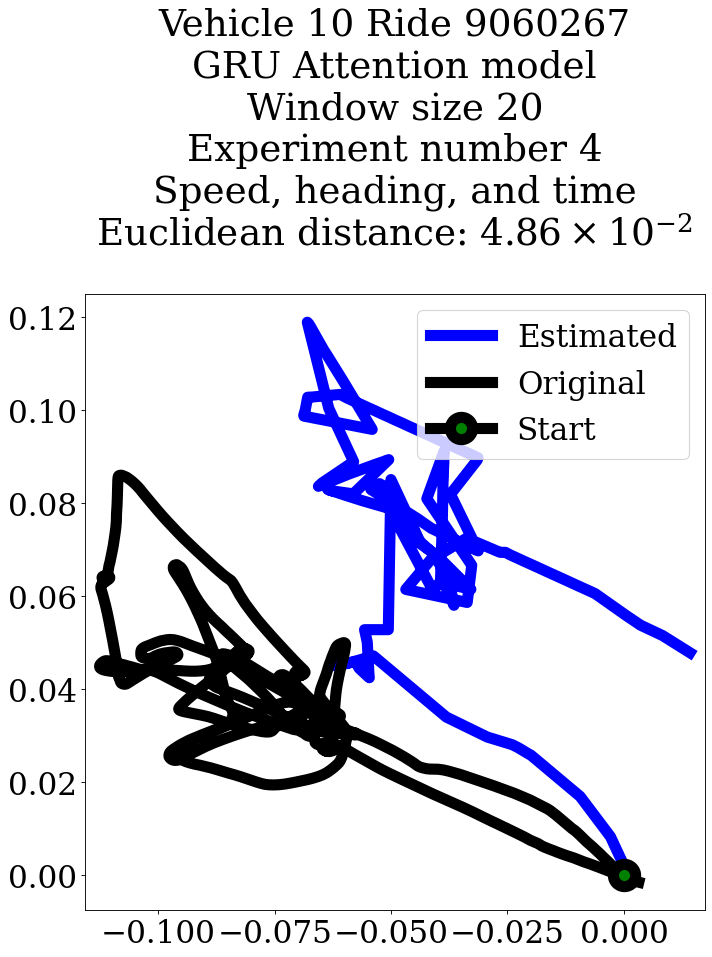 Vehicle 10 Ride 9060267
GRU Attention model
Window size 20
Experiment number 4
Speed, heading, and time
Euclidean distance: 4.86 × 10⁻²
Estimated
Original
Start
0.12
0.10
0.08
0.06
0.04
0.02
0.00
−0.100 −0.075 −0.050 −0.025 0.000